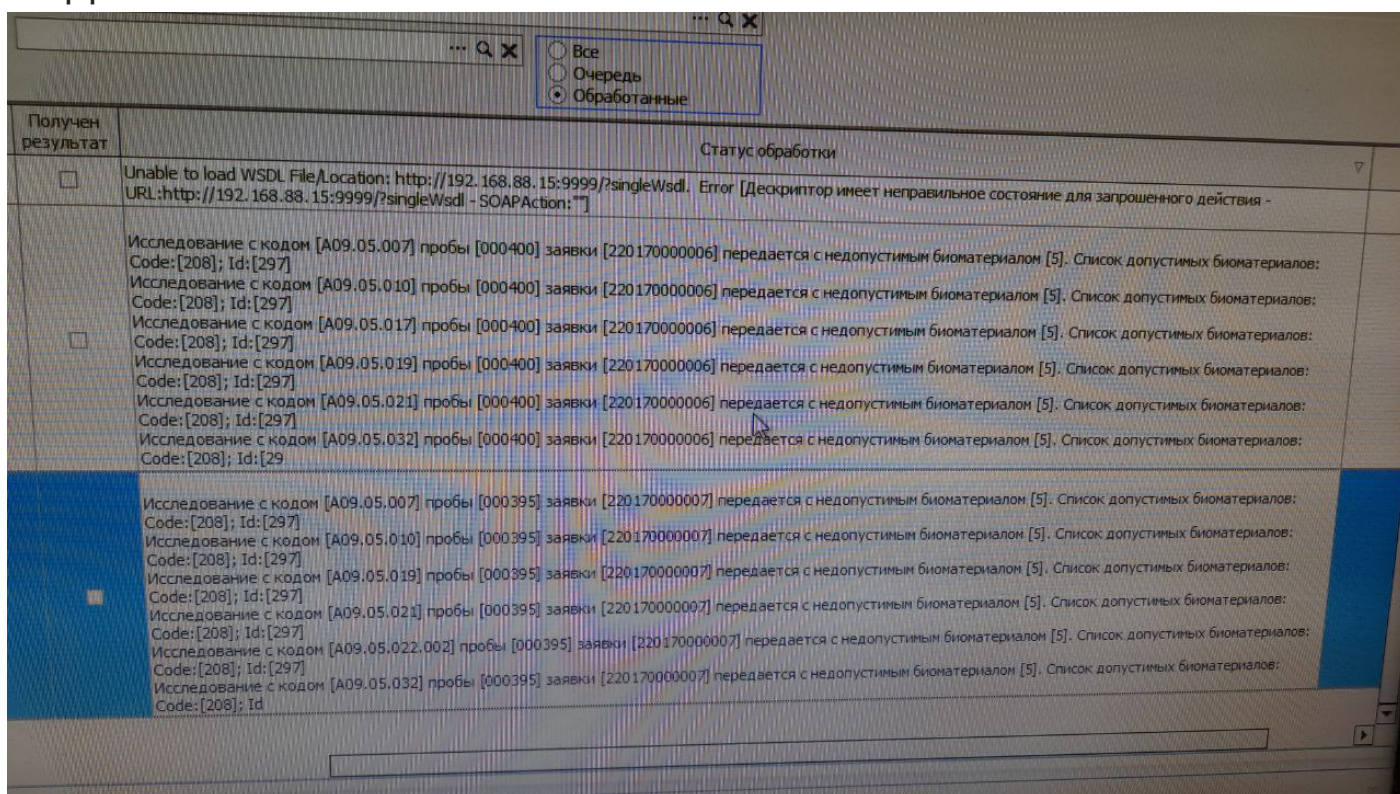 Все
Очередь
Обработанные
Получен
результат
Статус обработки
Unable to load WSDL File/Location: http://192.168.88.15:9999/?singleWsdl. Error [Дескриптор имеет неправильное состояние для запрошенного действия -
URL:http://192.168.88.15:9999/?singleWsdl - SOAPAction:""]
Исследование с кодом [A09.05.007] пробы [000400] заявки [220170000006] передается с недопустимым биоматериалом [5]. Список допустимых биоматериалов:
Code:[208]; Id:[297]
Исследование с кодом [A09.05.010] пробы [000400] заявки [220170000006] передается с недопустимым биоматериалом [5]. Список допустимых биоматериалов:
Code:[208]; Id:[297]
Исследование с кодом [A09.05.017] пробы [000400] заявки [220170000006] передается с недопустимым биоматериалом [5]. Список допустимых биоматериалов:
Code:[208]; Id:[297]
Исследование с кодом [A09.05.019] пробы [000400] заявки [220170000006] передается с недопустимым биоматериалом [5]. Список допустимых биоматериалов:
Code:[208]; Id:[297]
Исследование с кодом [A09.05.021] пробы [000400] заявки [220170000006] передается с недопустимым биоматериалом [5]. Список допустимых биоматериалов:
Code:[208]; Id:[297]
Исследование с кодом [A09.05.032] пробы [000400] заявки [220170000006] передается с недопустимым биоматериалом [5]. Список допустимых биоматериалов:
Code:[208]; Id:[29
Исследование с кодом [A09.05.007] пробы [000395] заявки [220170000007] передается с недопустимым биоматериалом [5]. Список допустимых биоматериалов:
Code:[208]; Id:[297]
Исследование с кодом [A09.05.010] пробы [000395] заявки [220170000007] передается с недопустимым биоматериалом [5]. Список допустимых биоматериалов:
Code:[208]; Id:[297]
Исследование с кодом [A09.05.019] пробы [000395] заявки [220170000007] передается с недопустимым биоматериалом [5]. Список допустимых биоматериалов:
Code:[208]; Id:[297]
Исследование с кодом [A09.05.021] пробы [000395] заявки [220170000007] передается с недопустимым биоматериалом [5]. Список допустимых биоматериалов:
Code:[208]; Id:[297]
Исследование с кодом [A09.05.022.002] пробы [000395] заявки [220170000007] передается с недопустимым биоматериалом [5]. Список допустимых биоматериалов:
Code:[208]; Id:[297]
Исследование с кодом [A09.05.032] пробы [000395] заявки [220170000007] передается с недопустимым биоматериалом [5]. Список допустимых биоматериалов:
Code:[208]; Id